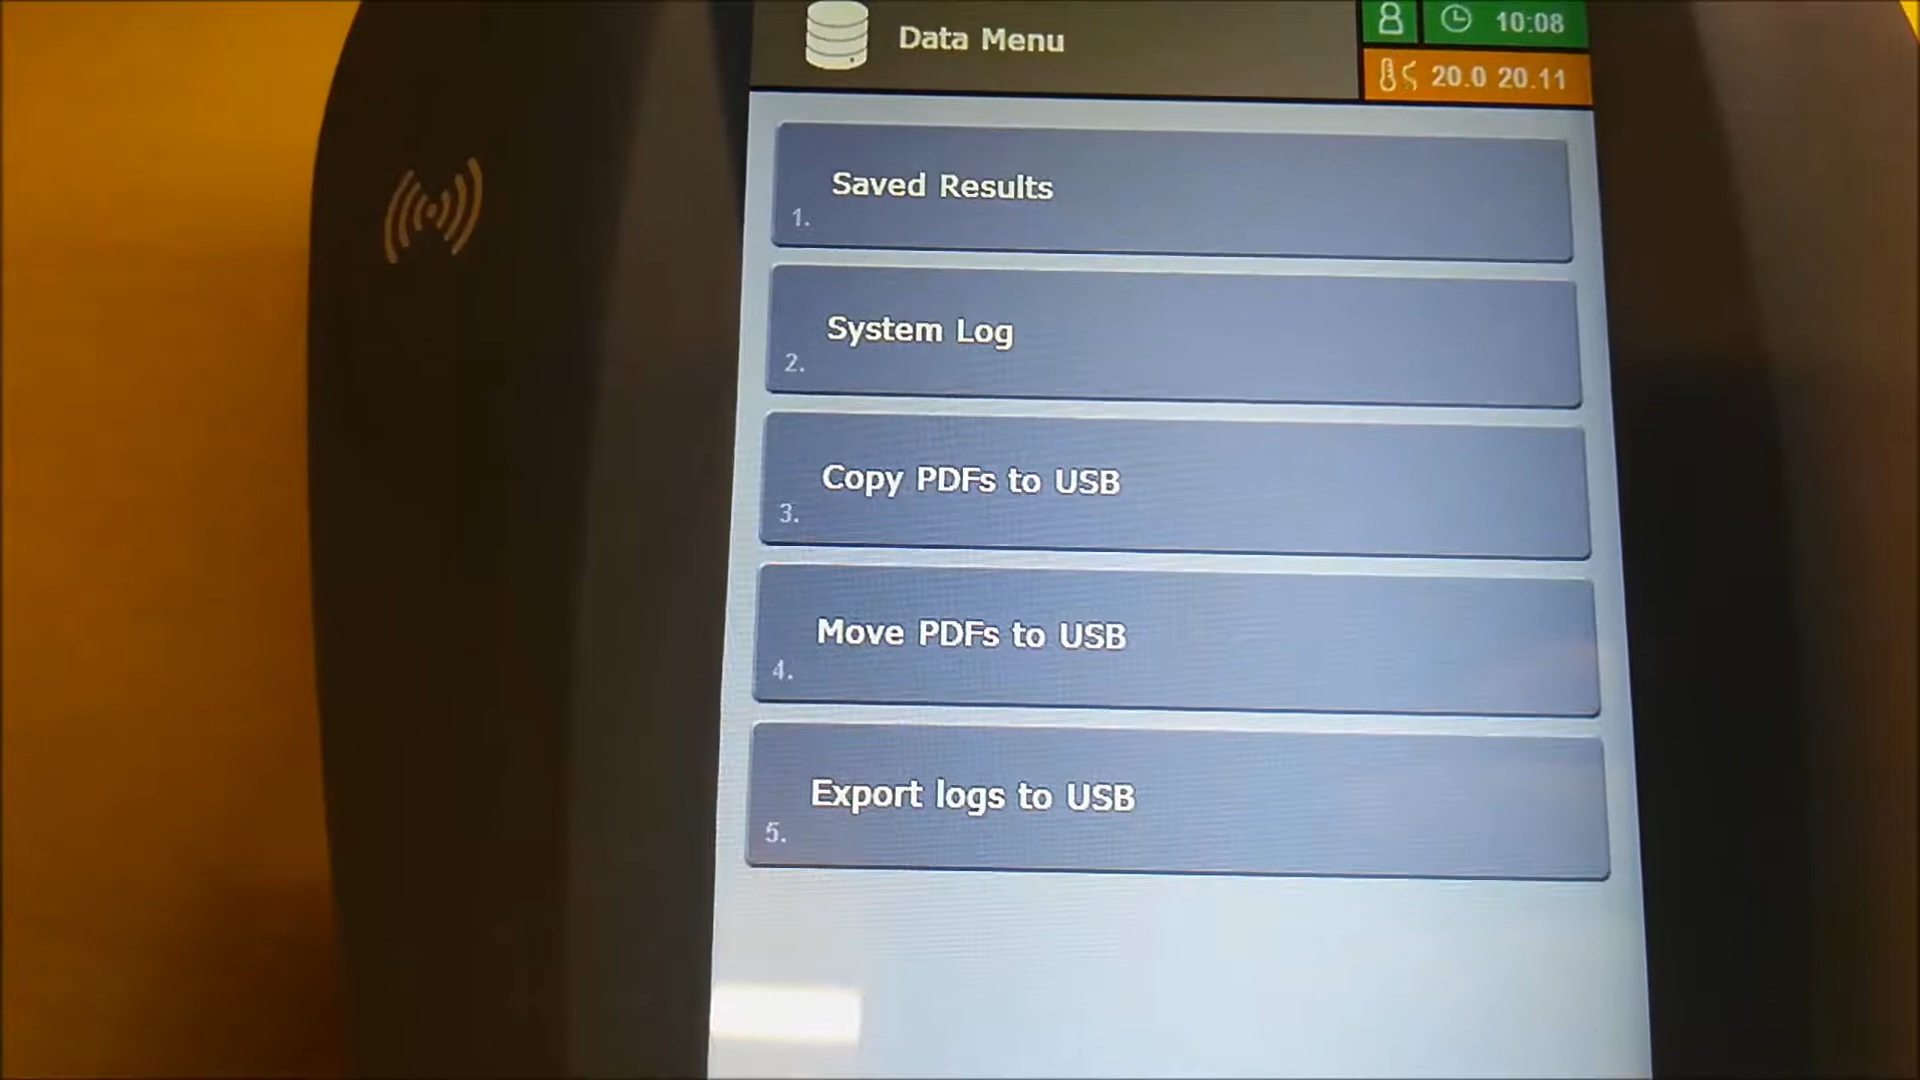 Data Menu
10:08
20.0 20.11
Saved Results
1.
System Log
2.
Copy PDFs to USB
3.
Move PDFs to USB
4.
Export logs to USB
5.